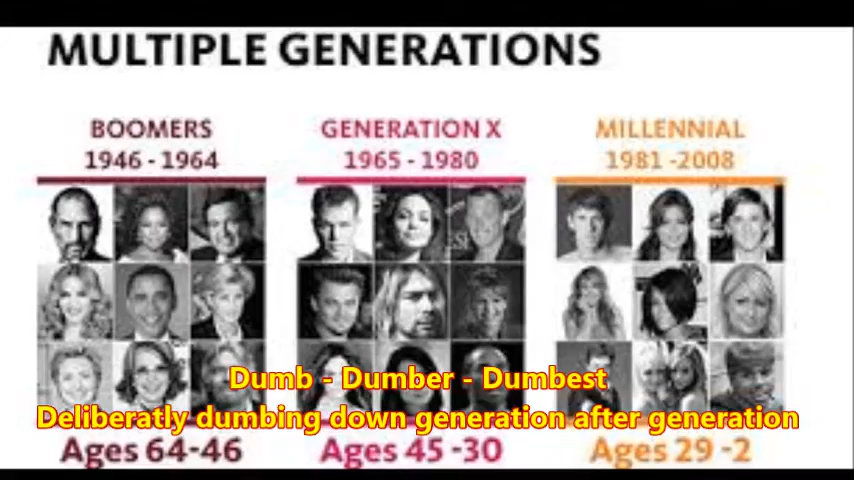 MULTIPLE GENERATIONS
BOOMERS
1946 - 1964
GENERATION X
1965 - 1980
MILLENNIAL
1981 -2008
Dumb - Dumber - Dumbest
Deliberatly dumbing down generation after generation
Ages 64-46
Ages 45 -30
Ages 29 -2